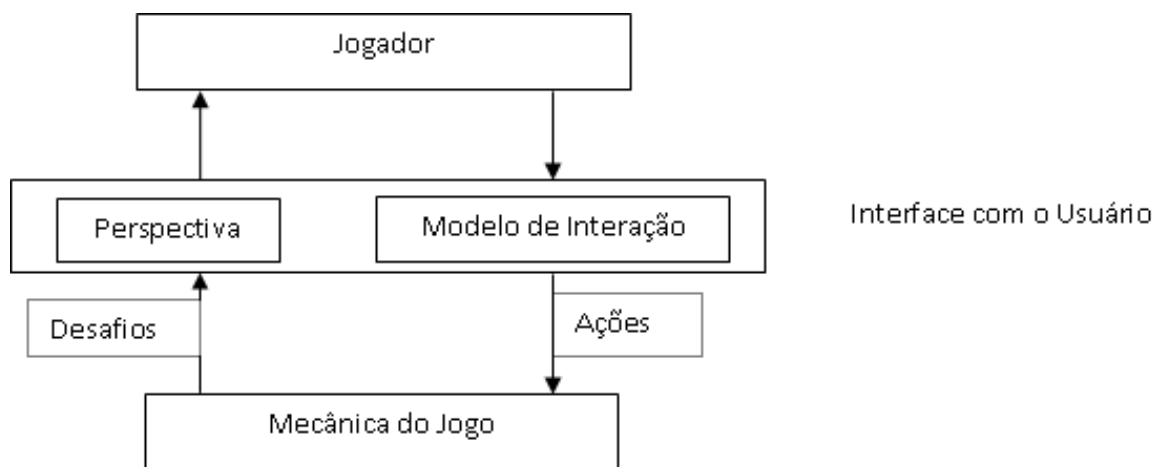 Jogador
Perspectiva
Modelo de Interação
Interface com o Usuário
Desafios
Ações
Mecânica do Jogo